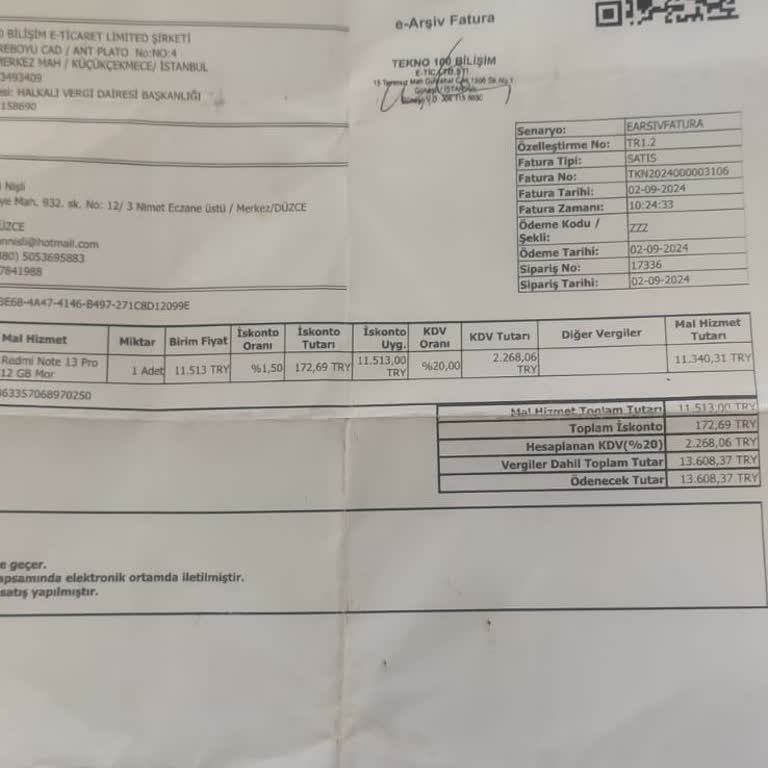 e-Arşiv Fatura
BİLİŞİM E-TİCARET LİMİTED ŞİRKETİ
REBOYU CAD / ANT PLATO No:NO:4
MERKEZ MAH / KÜÇÜKÇEKMECE/ İSTANBUL
3493409
esi: HALKALI VERGİ DAİRESİ BAŞKANLIĞI
158690
TEKNO 100 BİLİŞİM
E-TİC.LTD.ŞTİ
Senaryo: EARSIVFATURA
Özelleştirme No: TR1.2
Fatura Tipi: SATIS
Fatura No: TKN2024000003106
Fatura Tarihi: 02-09-2024
Fatura Zamanı: 10:24:33
Ödeme Kodu / Şekli: ZZZ
Ödeme Tarihi: 02-09-2024
Sipariş No: 17336
Sipariş Tarihi: 02-09-2024
Nişli
ye Mah. 932. sk. No: 12/ 3 Nimet Eczane üstü / Merkez/DÜZCE
ÜZCE
nnisli@hotmail.com
80) 5053695883
7841988
BE68-4A47-4146-B497-271C8D12099E
Mal Hizmet Miktar Birim Fiyat İskonto Oranı İskonto Tutarı İskonto Uyg. KDV Oranı KDV Tutarı Diğer Vergiler Mal Hizmet Tutarı
Redmi Note 13 Pro 12 GB Mor 1 Adet 11.513 TRY %1,50 172,69 TRY 11.513,00 TRY %20,00 2.268,06 TRY 11.340,31 TRY
863357068970250
Mal Hizmet Toplam Tutarı 11.513,00 TRY
Toplam İskonto 172,69 TRY
Hesaplanan KDV(%20) 2.268,06 TRY
Vergiler Dahil Toplam Tutar 13.608,37 TRY
Ödenecek Tutar 13.608,37 TRY
e geçer.
apsamında elektronik ortamda iletilmiştir.
satış yapılmıştır.